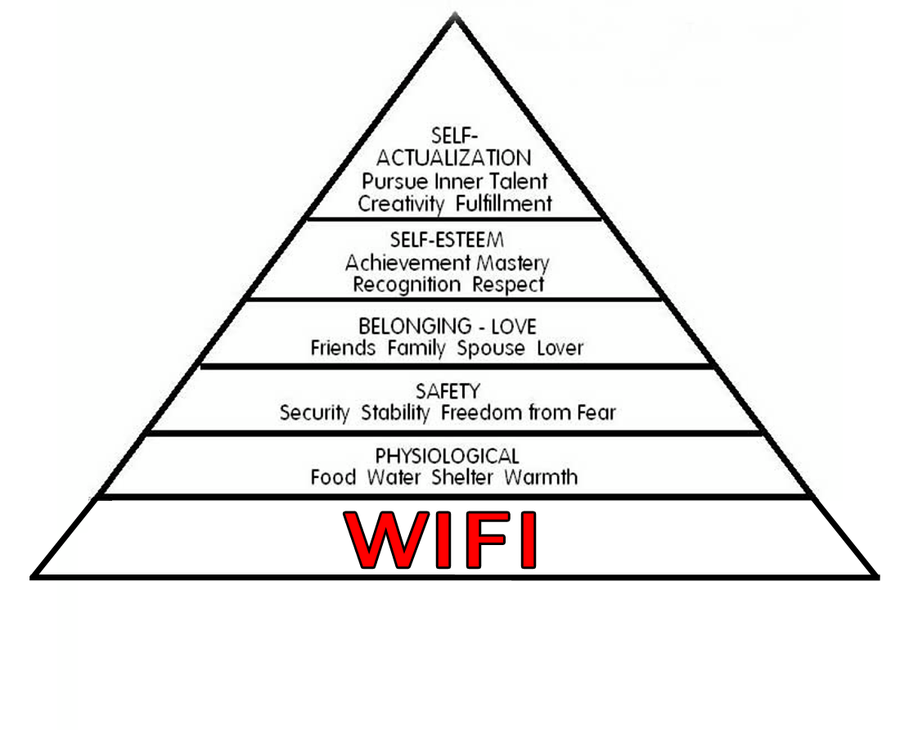 SELF-
ACTUALIZATION
Pursue Inner Talent
Creativity Fulfillment
SELF-ESTEEM
Achievement Mastery
Recognition Respect
BELONGING - LOVE
Friends Family Spouse Lover
SAFETY
Security Stability Freedom from Fear
PHYSIOLOGICAL
Food Water Shelter Warmth
WIFI